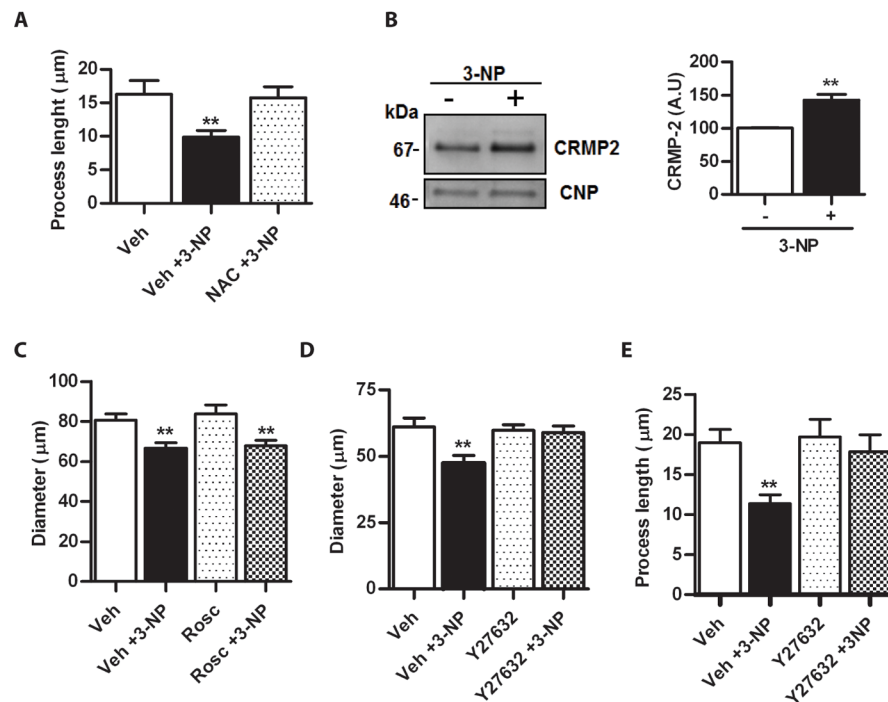 A
Process lenght (μm)
20
15
10
5
0
**
Veh
Veh +3-NP
NAC +3-NP
B
3-NP
- +
kDa
67-
CRMP2
46-
CNP
CRMP-2 (A.U)
200
150
100
50
0
**
- +
3-NP
C
Diameter (μm)
100
80
60
40
20
0
** **
Veh
Veh +3-NP
Rosc
Rosc +3-NP
D
Diameter (μm)
75
50
25
0
**
Veh
Veh +3-NP
Y27632
Y27632 +3-NP
E
Process length (μm)
25
20
15
10
5
0
**
Veh
Veh +3-NP
Y27632
Y27632 +3NP